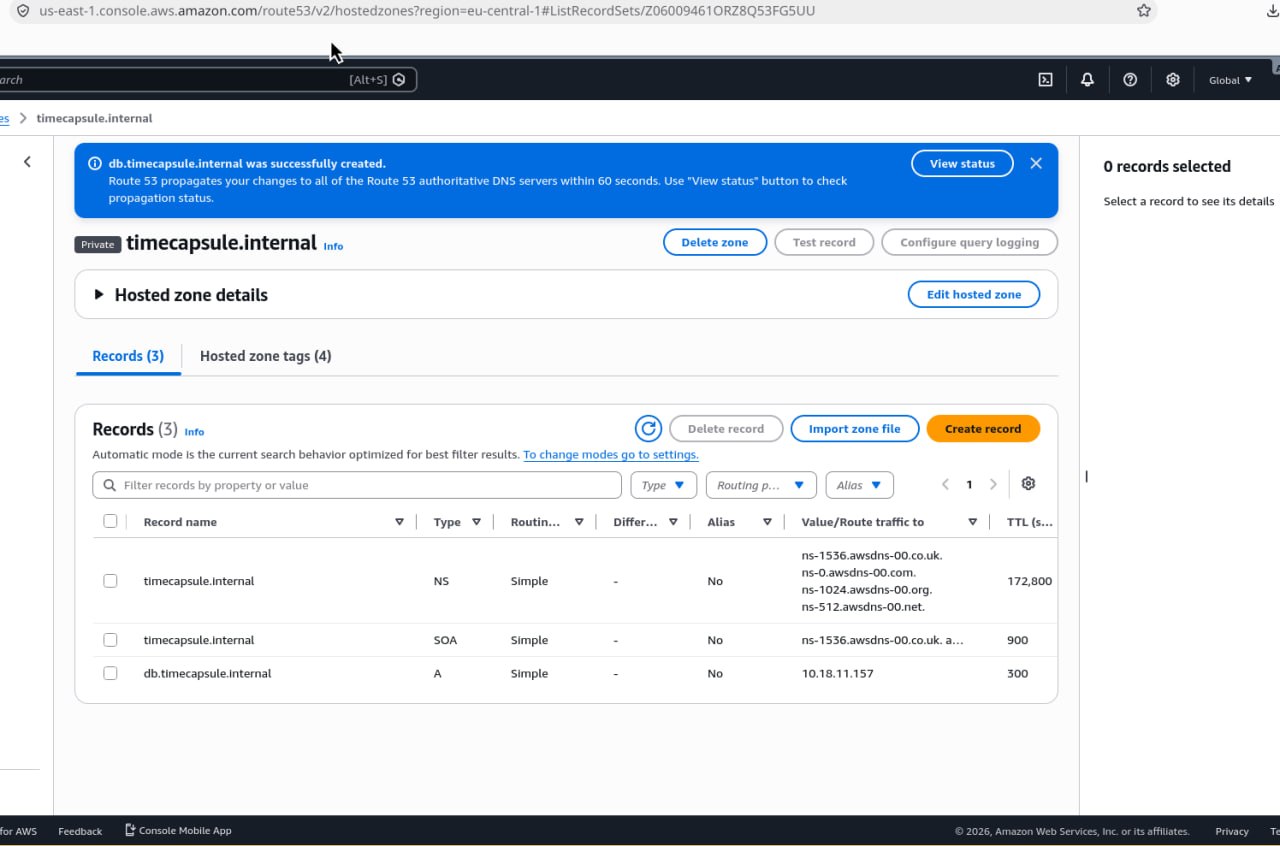 us-east-1.console.aws.amazon.com/route53/v2/hostedzones?region=eu-central-1#ListRecordSets/Z06009461ORZ8Q53FG5UU
arch [Alt+S] Global
es timecapsule.internal
db.timecapsule.internal was successfully created. View status
Route 53 propagates your changes to all of the Route 53 authoritative DNS servers within 60 seconds. Use "View status" button to check
propagation status.
0 records selected
Select a record to see its details
Private timecapsule.internal Info Delete zone Test record Configure query logging
Hosted zone details Edit hosted zone
Records (3) Hosted zone tags (4)
Records (3) Info Delete record Import zone file Create record
Automatic mode is the current search behavior optimized for best filter results. To change modes go to settings.
Filter records by property or value Type Routing p... Alias 1
Record name Type Routin... Differ... Alias Value/Route traffic to TTL (s...
ns-1536.awsdns-00.co.uk.
ns-0.awsdns-00.com.
timecapsule.internal NS Simple - No 172,800
ns-1024.awsdns-00.org.
ns-512.awsdns-00.net.
timecapsule.internal SOA Simple - No ns-1536.awsdns-00.co.uk. a... 900
db.timecapsule.internal A Simple - No 10.18.11.157 300
for AWS Feedback Console Mobile App © 2026, Amazon Web Services, Inc. or its affiliates. Privacy Te